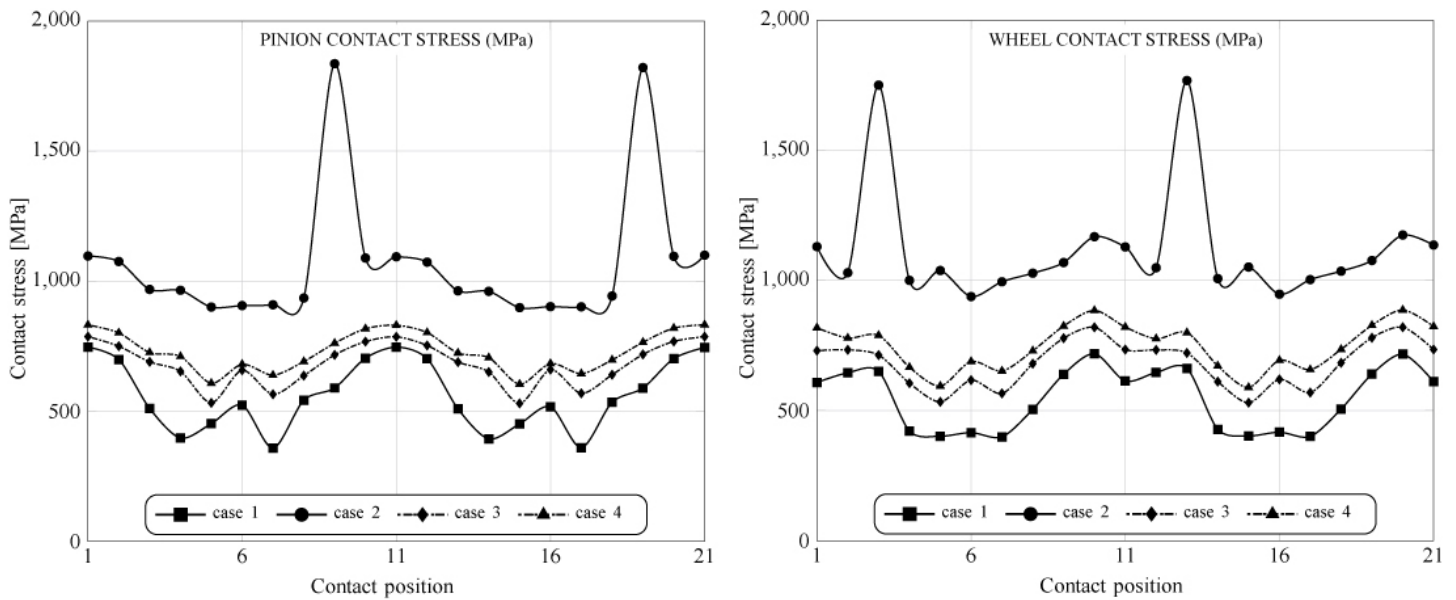 PINION CONTACT STRESS (MPa)
Contact stress [MPa]
2,000
1,500
1,000
500
0
case 1 case 2 case 3 case 4
1 6 11 16 21
Contact position
WHEEL CONTACT STRESS (MPa)
Contact stress [MPa]
2,000
1,500
1,000
500
0
case 1 case 2 case 3 case 4
1 6 11 16 21
Contact position